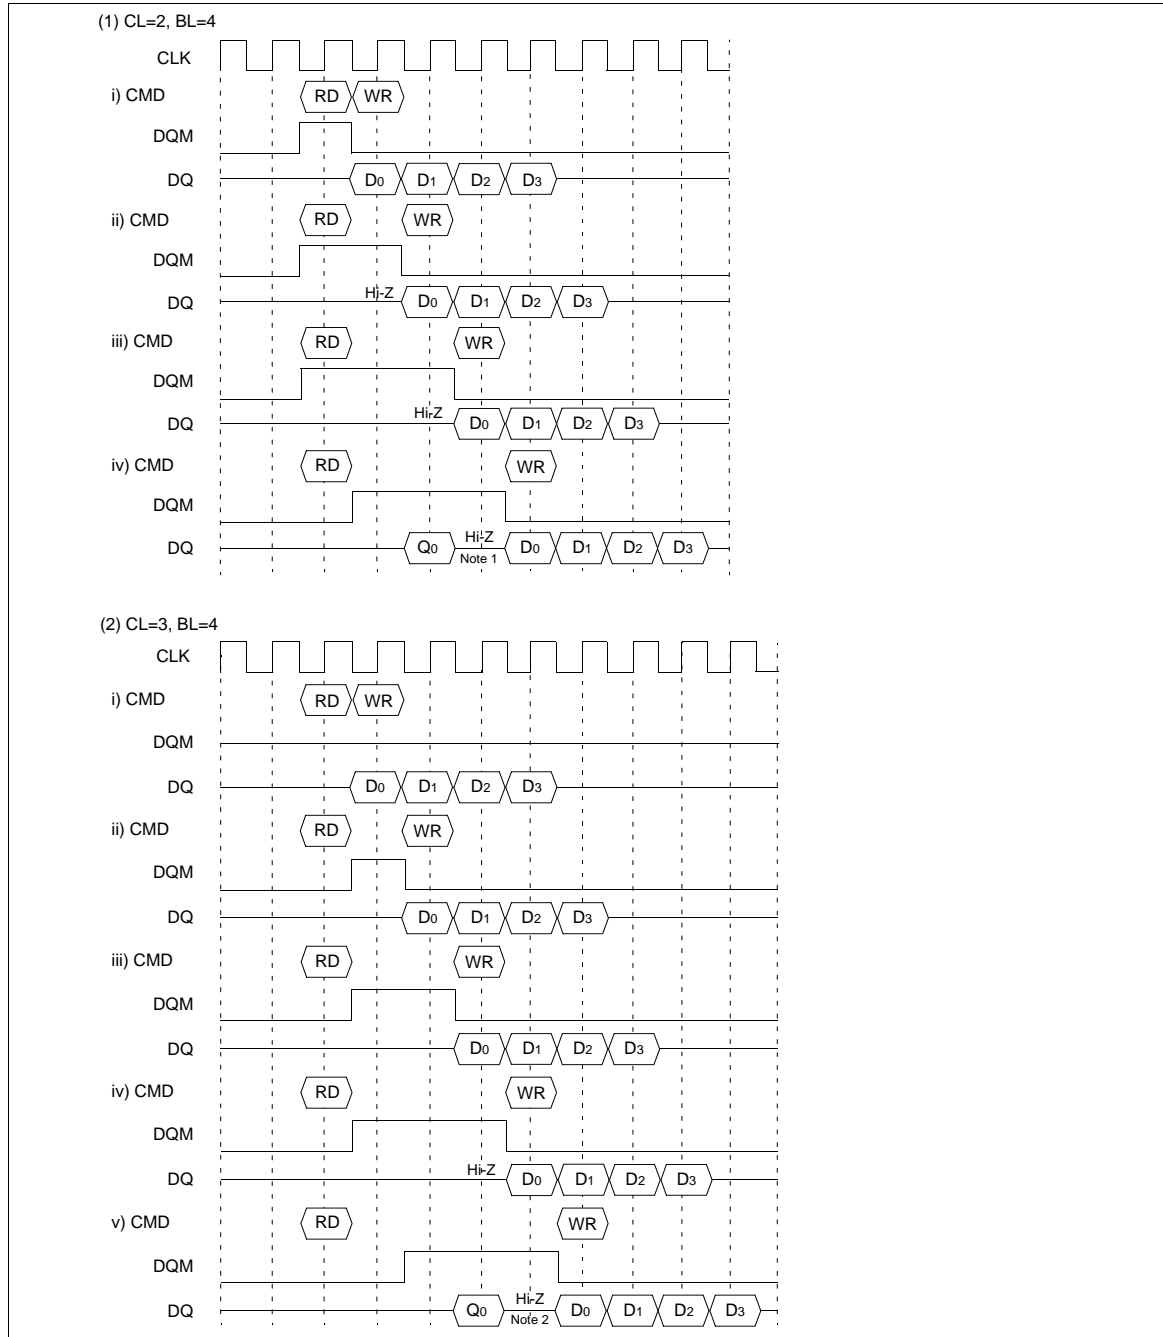 (1) CL=2, BL=4
CLK
i) CMD RD WR
DQM
DQ D0 D1 D2 D3
ii) CMD RD WR
DQM
DQ Hi-Z D0 D1 D2 D3
iii) CMD RD WR
DQM
DQ Hi-Z D0 D1 D2 D3
iv) CMD RD WR
DQM
DQ Q0 Hi-Z D0 D1 D2 D3
Note 1
(2) CL=3, BL=4
CLK
i) CMD RD WR
DQM
DQ D0 D1 D2 D3
ii) CMD RD WR
DQM
DQ D0 D1 D2 D3
iii) CMD RD WR
DQM
DQ D0 D1 D2 D3
iv) CMD RD WR
DQM
DQ Hi-Z D0 D1 D2 D3
v) CMD RD WR
DQM
DQ Q0 Hi-Z D0 D1 D2 D3
Note 2